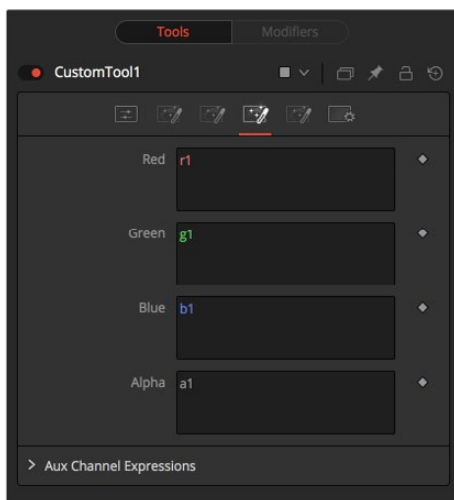 Tools Modifiers
CustomTool1
Red r1
Green g1
Blue b1
Alpha a1
Aux Channel Expressions